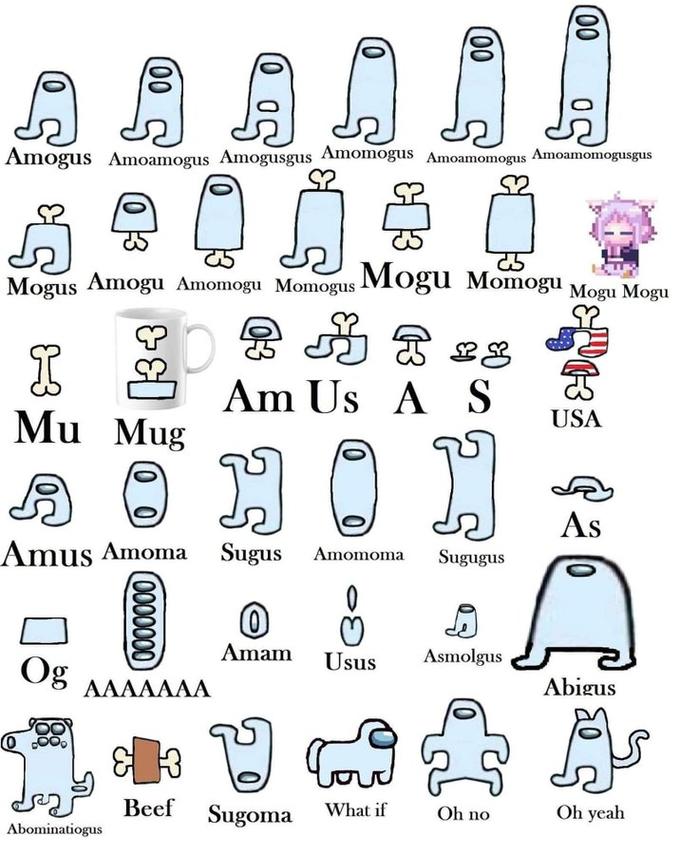 Amogus Amoamogus Amogusgus Amomogus Amoamomogus Amoamomogusgus
Mogus Amogu Amomogu Momogus Mogu Momogu Mogu Mogu
Mu Mug Am Us A S USA
Amus Amoma Sugus Amomoma Sugugus As
Og AAAAAAA Amam Usus Asmolgus Abigus
Abominatiogus Beef Sugoma What if Oh no Oh yeah